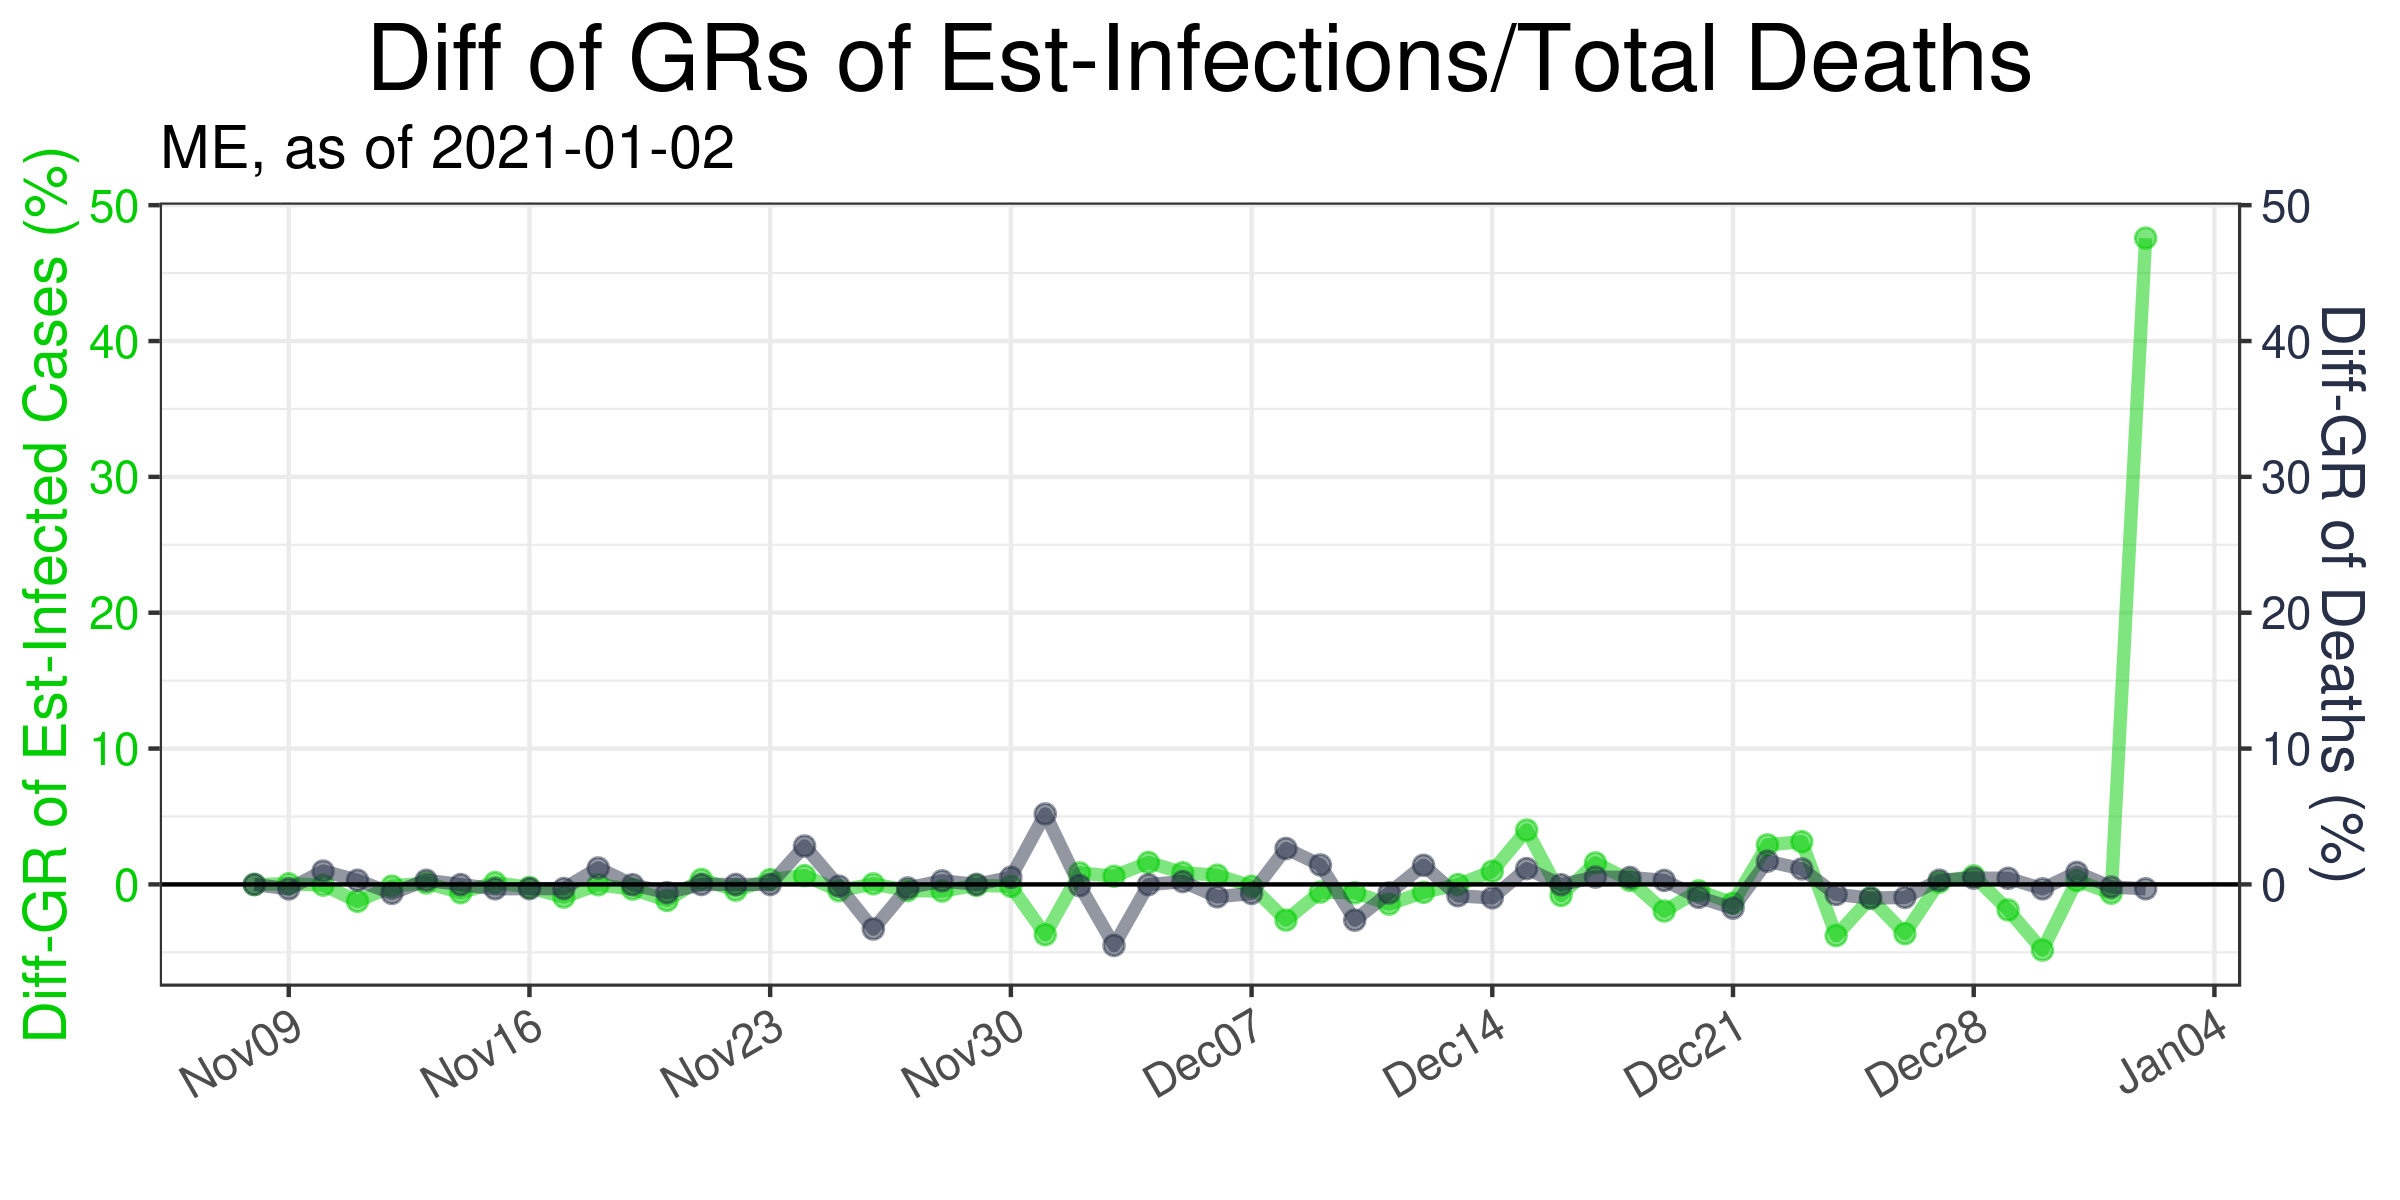 Diff of GRs of Est-Infections/Total Deaths
ME, as of 2021-01-02
Diff-GR of Est-Infected Cases (%)
50
40
30
20
10
0
50
40
30
20
10
0
Diff-GR of Deaths (%)
Nov09
Nov16
Nov23
Nov30
Dec07
Dec14
Dec21
Dec28
Jan04